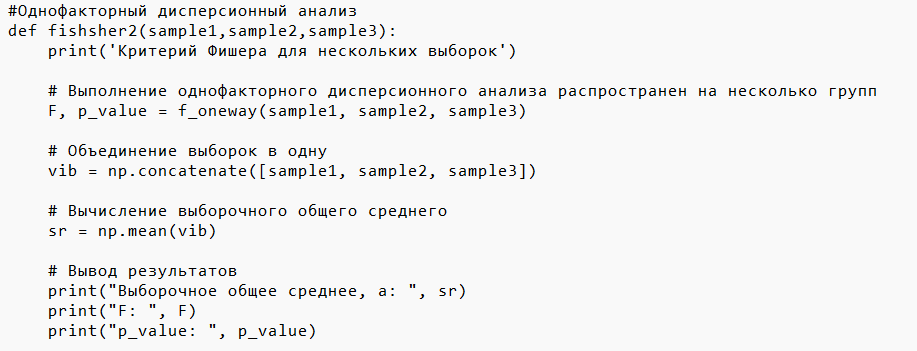 #Однофакторный дисперсионный анализ
def fishsher2(sample1,sample2,sample3):
    print('Критерий Фишера для нескольких выборок')

    # Выполнение однофакторного дисперсионного анализа распространен на несколько групп
    F, p_value = f_oneway(sample1, sample2, sample3)

    # Объединение выборок в одну
    vib = np.concatenate([sample1, sample2, sample3])

    # Вычисление выборочного общего среднего
    sr = np.mean(vib)

    # Вывод результатов
    print("Выборочное общее среднее, a: ", sr)
    print("F: ", F)
    print("p_value: ", p_value)